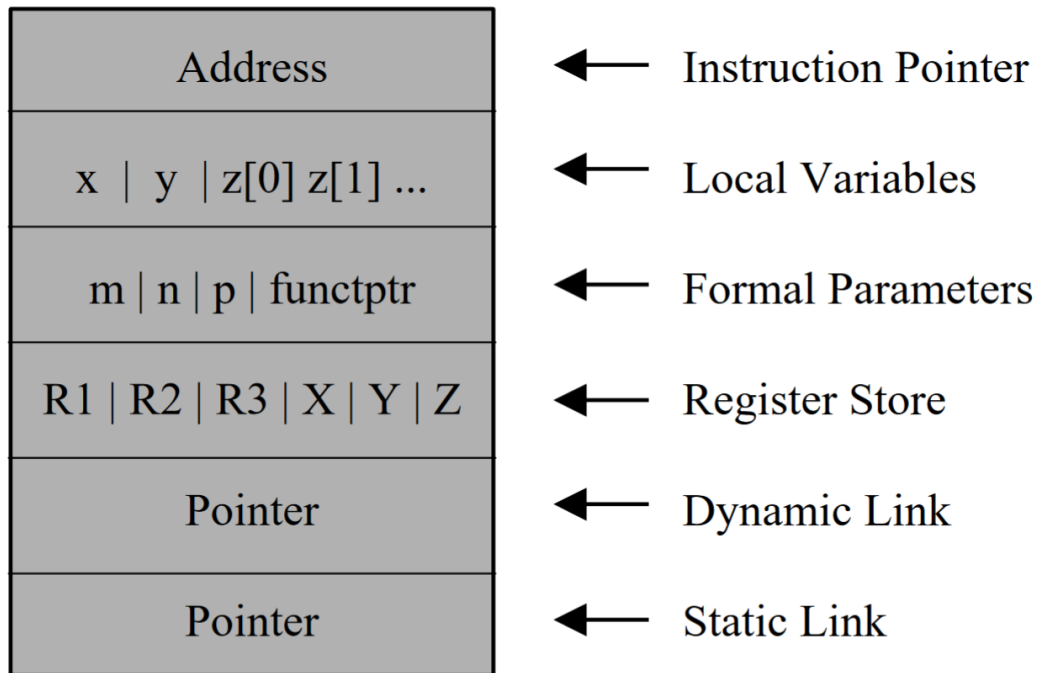 Address Instruction Pointer
x | y | z[0] z[1] ... Local Variables
m | n | p | functptr Formal Parameters
R1 | R2 | R3 | X | Y | Z Register Store
Pointer Dynamic Link
Pointer Static Link